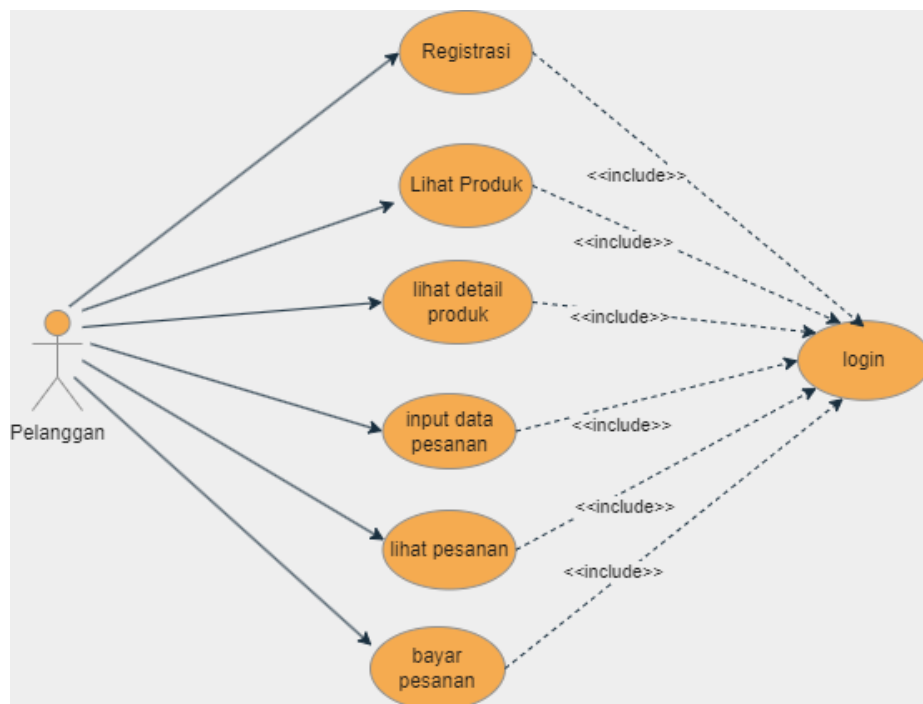 Registrasi
<<include>>
Lihat Produk
<<include>>
lihat detail
produk
<<include>>
login
Pelanggan
input data
pesanan
<<include>>
<<include>>
lihat pesanan
<<include>>
bayar
pesanan